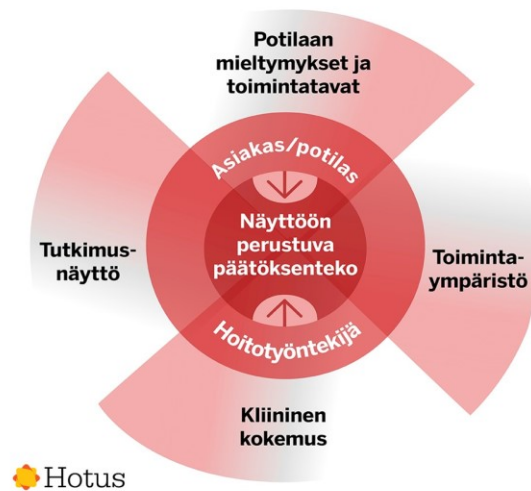 Potilaan
mieltymykset ja
toimintatavat
Asiakas/potilas
Näyttöön
perustuva
päätöksenteko
Tutkimus-
näyttö
Toiminta-
ympäristö
Hoitotyöntekijä
Kliininen
kokemus
Hotus